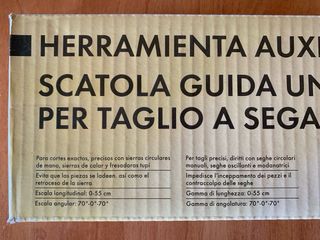 HERRAMIENTA AUXI
SCATOLA GUIDA UN
PER TAGLIO A SEGA
Para cortes exactos, precisos con sierras circulares
de mano, sierras de calar y fresadoras tupí
Evita que las piezas se ladeen. así como el
retroceso de la sierra.
Escala longitudinal: 0-55 cm
Escala angular: 70°-0°-70°
Per tagli precisi, diritti con seghe circolari
manuali, seghe oscillanti e modanatrici
Impedisce l'inceppamento dei pezzi e il
contraccolpo delle seghe
Gamma di lunghezza: 0-55 cm
Gamma di angolatura: 70°-0°-70°